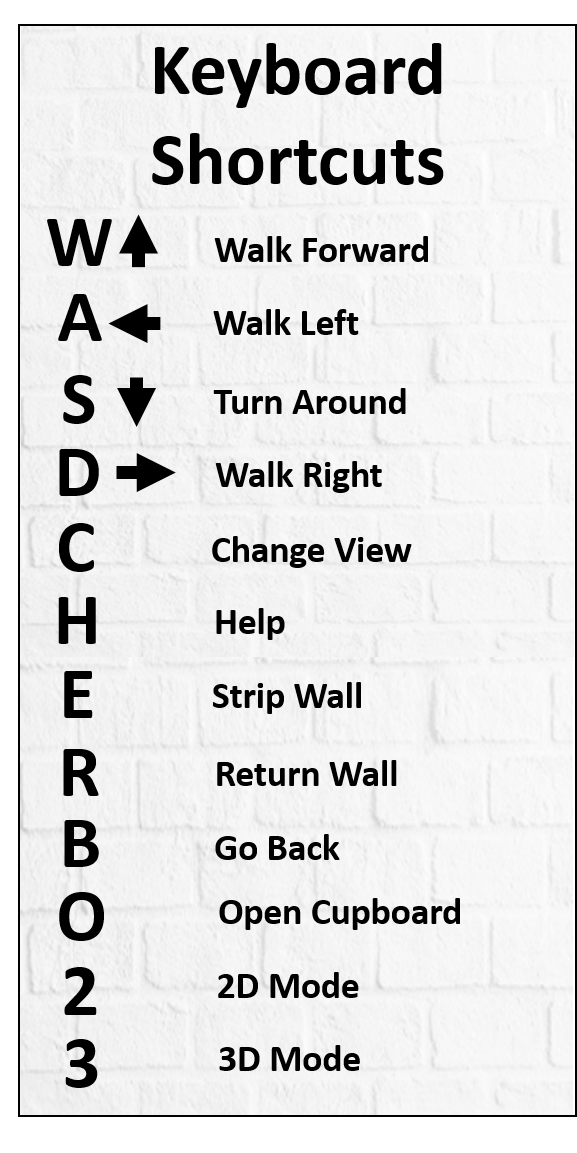 Keyboard
Shortcuts
W Walk Forward
A Walk Left
S Turn Around
D Walk Right
C Change View
H Help
E Strip Wall
R Return Wall
B Go Back
O Open Cupboard
2 2D Mode
3 3D Mode